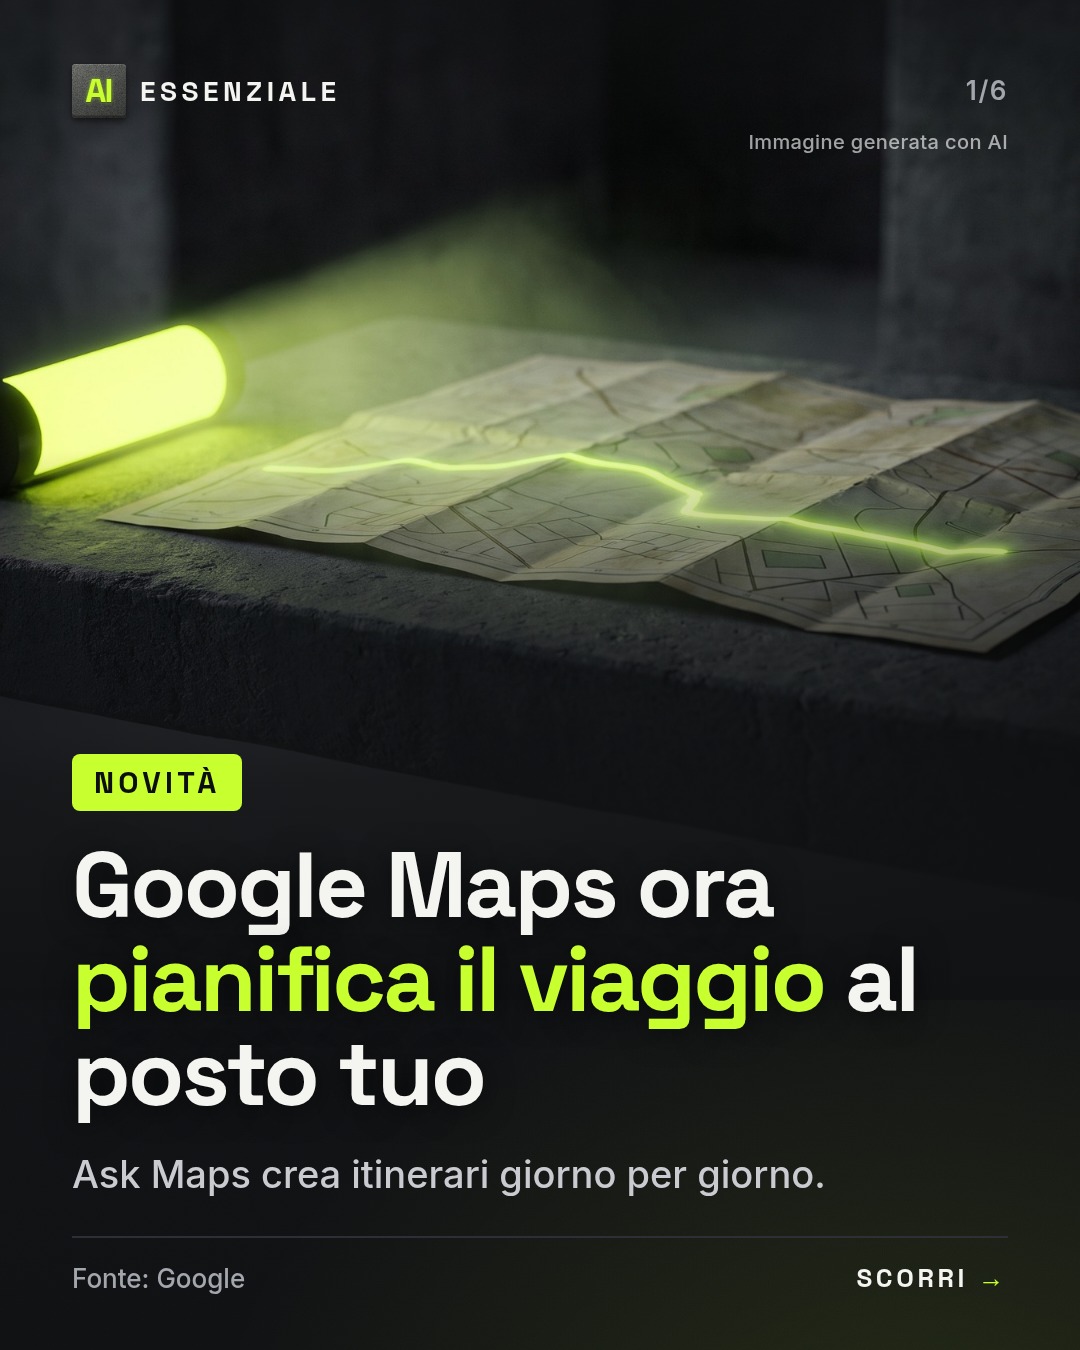 AI ESSENZIALE
1/6
Immagine generata con AI
NOVITÀ
Google Maps ora
pianifica il viaggio al
posto tuo
Ask Maps crea itinerari giorno per giorno.
Fonte: Google
SCORRI →